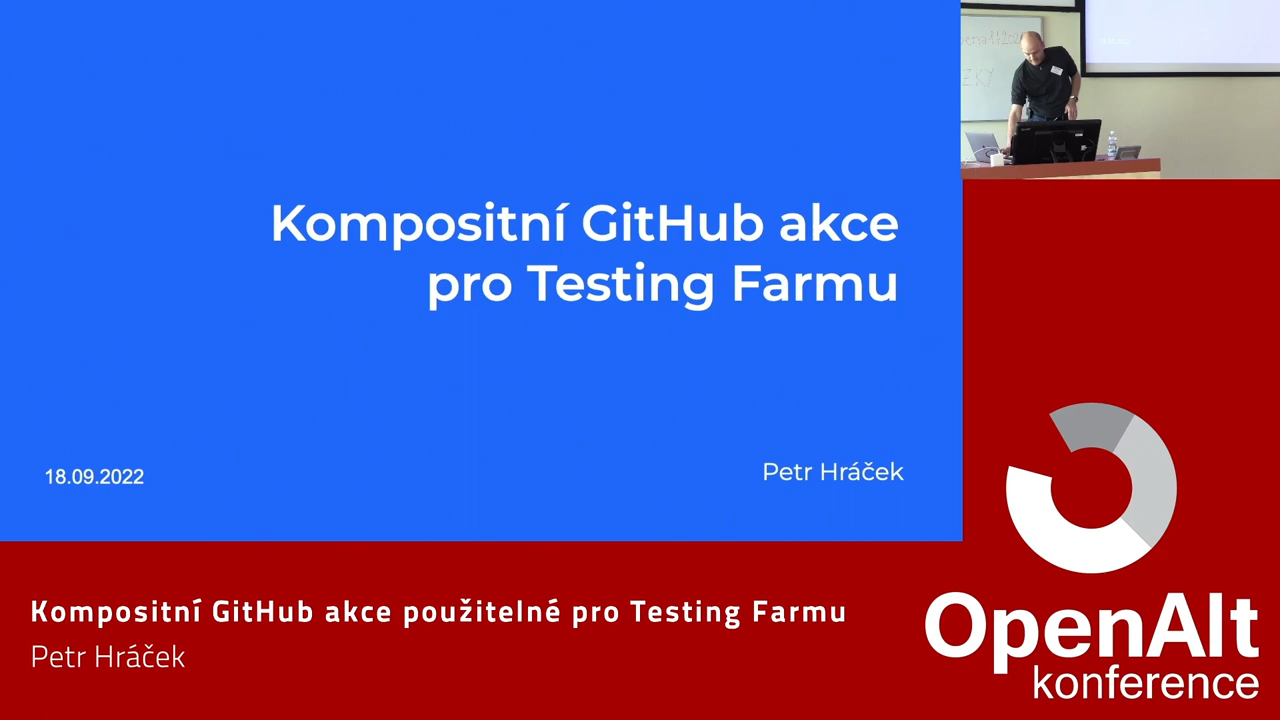 Kompositní GitHub akce
pro Testing Farmu
18.09.2022
Petr Hráček
Kompositní GitHub akce použitelné pro Testing Farmu
Petr Hráček
OpenAlt
konference